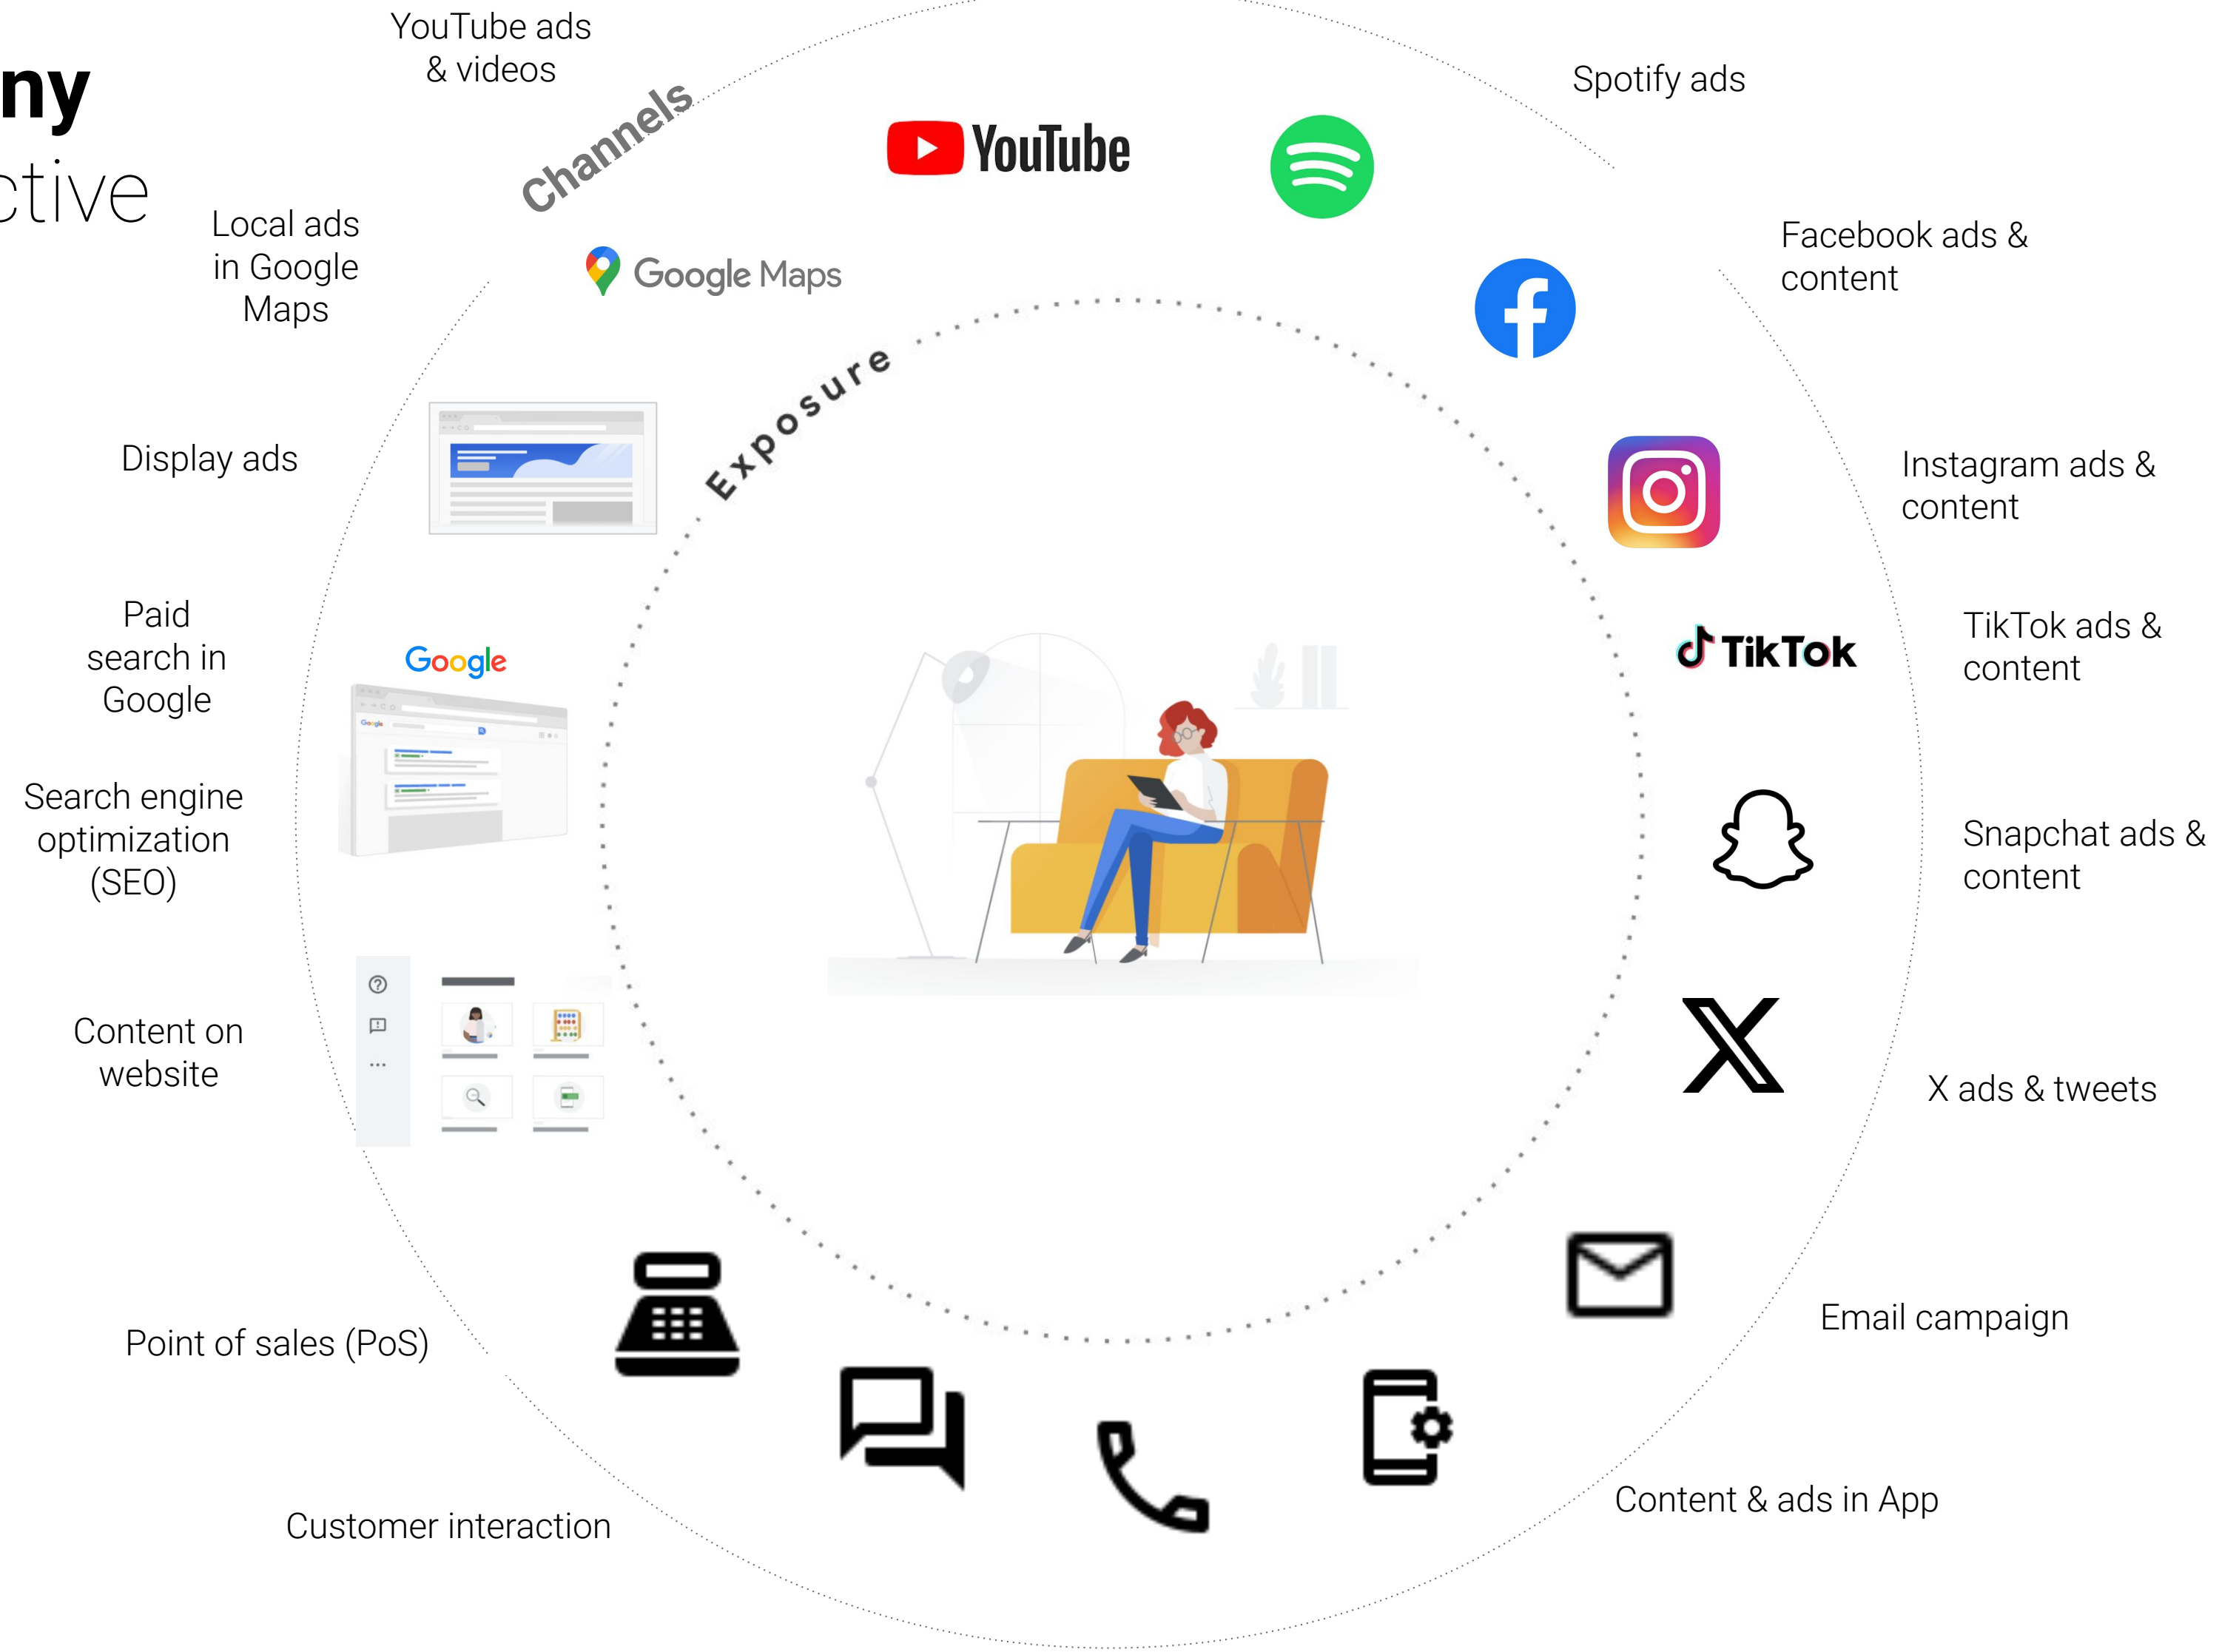 ny
ctive
YouTube ads
& videos
Channels
YouTube
Spotify ads
Local ads
in Google
Maps
Google Maps
Facebook ads &
content
Exposure
Display ads
Instagram ads &
content
Paid
search in
Google
Google
Google
TikTok
TikTok ads &
content
Search engine
optimization
(SEO)
Snapchat ads &
content
Content on
website
X
X ads & tweets
Point of sales (PoS)
Email campaign
Customer interaction
Content & ads in App